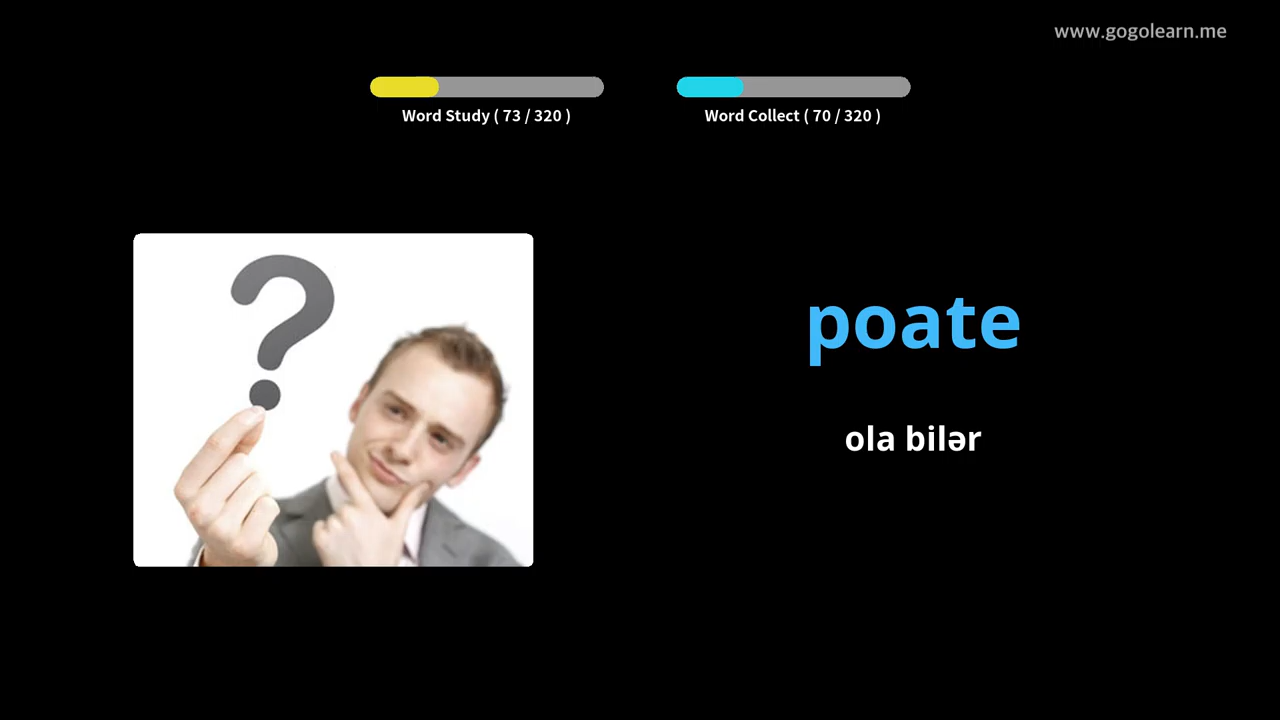 www.gogolearn.me
Word Study ( 73 / 320 )
Word Collect ( 70 / 320 )
poate
ola bilər